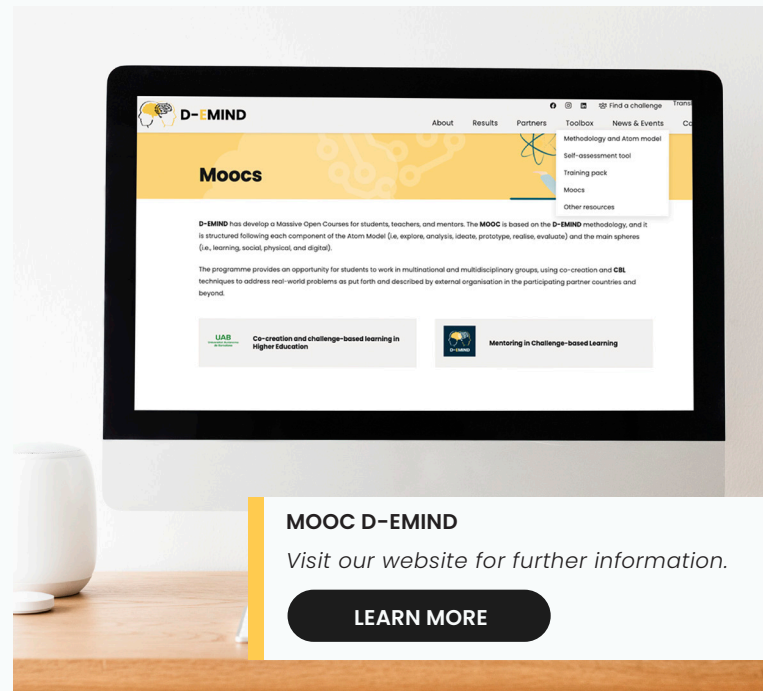 D-EMIND
Find a challenge
About Results Partners Toolbox News & Events
Methodology and Atom model
Self-assessment tool
Training pack
Moocs
Other resources
Moocs
D-EMIND has develop a Massive Open Courses for students, teachers, and mentors. The MOOC is based on the D-EMIND methodology, and it
is structured following each component of the Atom Model (i.e, explore, analysis, ideate, prototype, realise, evaluate) and the main spheres
(i.e., learning, social, physical, and digital).
The programme provides an opportunity for students to work in multinational and multidisciplinary groups, using co-creation and CBL
techniques to address real-world problems as put forth and described by external organisation in the participating partner countries and
beyond.
UAB
Co-creation and challenge-based learning in
Higher Education
D-EMIND
Mentoring in Challenge-based Learning
MOOC D-EMIND
Visit our website for further information.
LEARN MORE